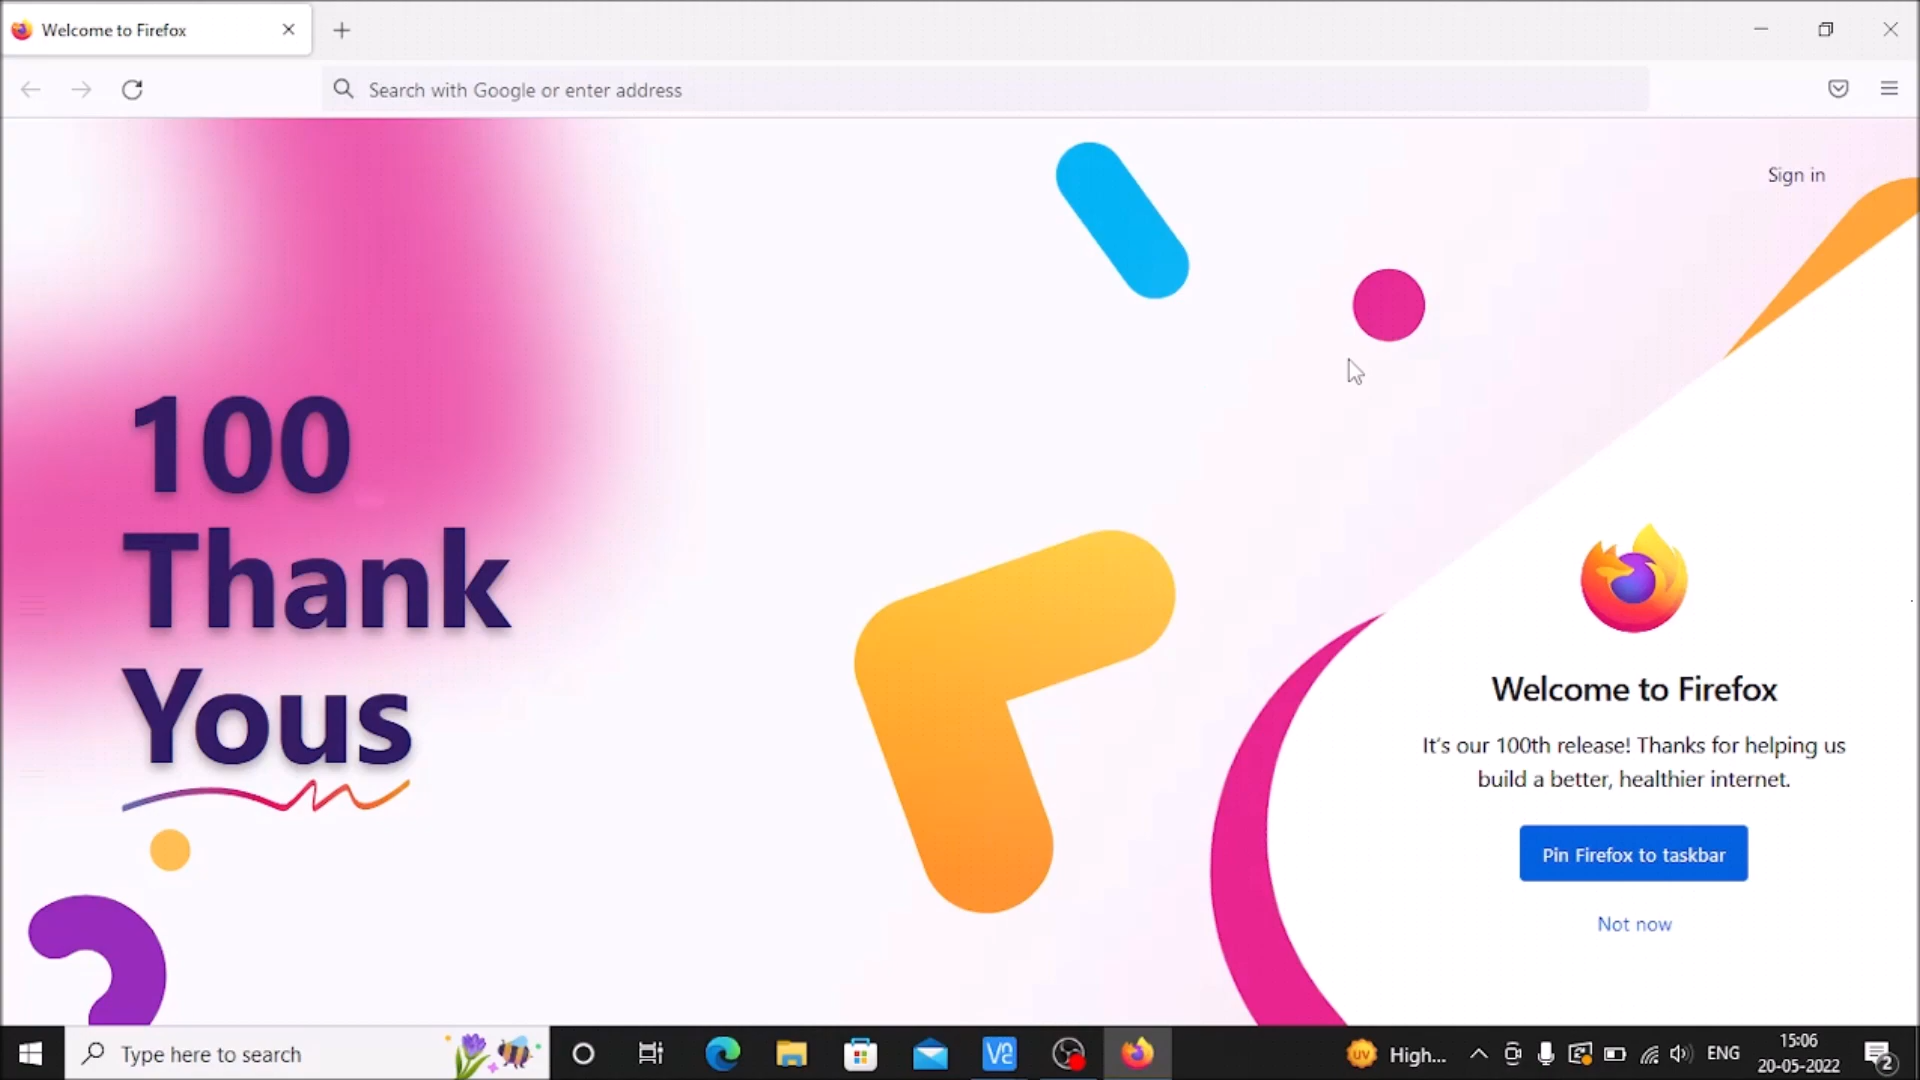 Welcome to Firefox
Search with Google or enter address
Sign in
100
Thank
Yous
Welcome to Firefox
It's our 100th release! Thanks for helping us
build a better, healthier internet.
Pin Firefox to taskbar
Not now
Type here to search
UV
High...
ENG
15:06
20-05-2022
2